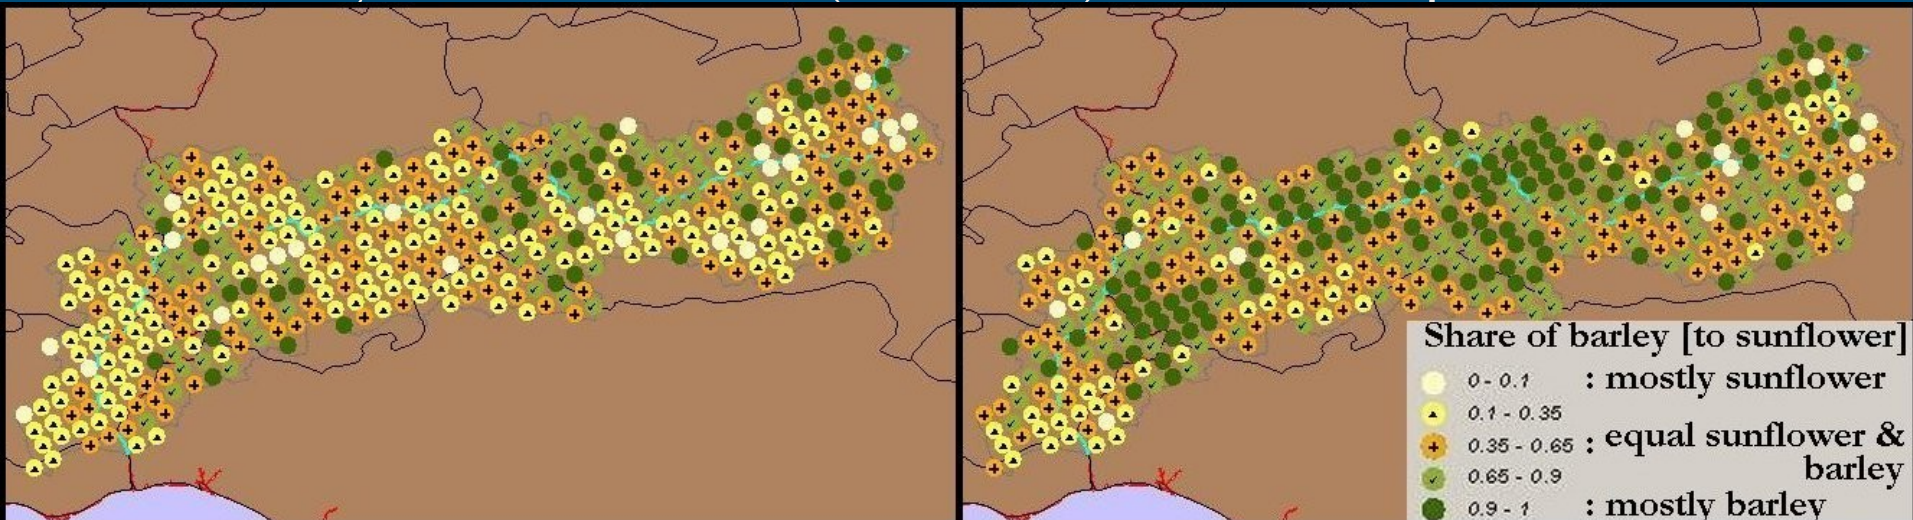 Share of barley [to sunflower]
0 - 0.1 : mostly sunflower
0.1 - 0.35
0.35 - 0.65 : equal sunflower &
barley
0.65 - 0.9
0.9 - 1 : mostly barley